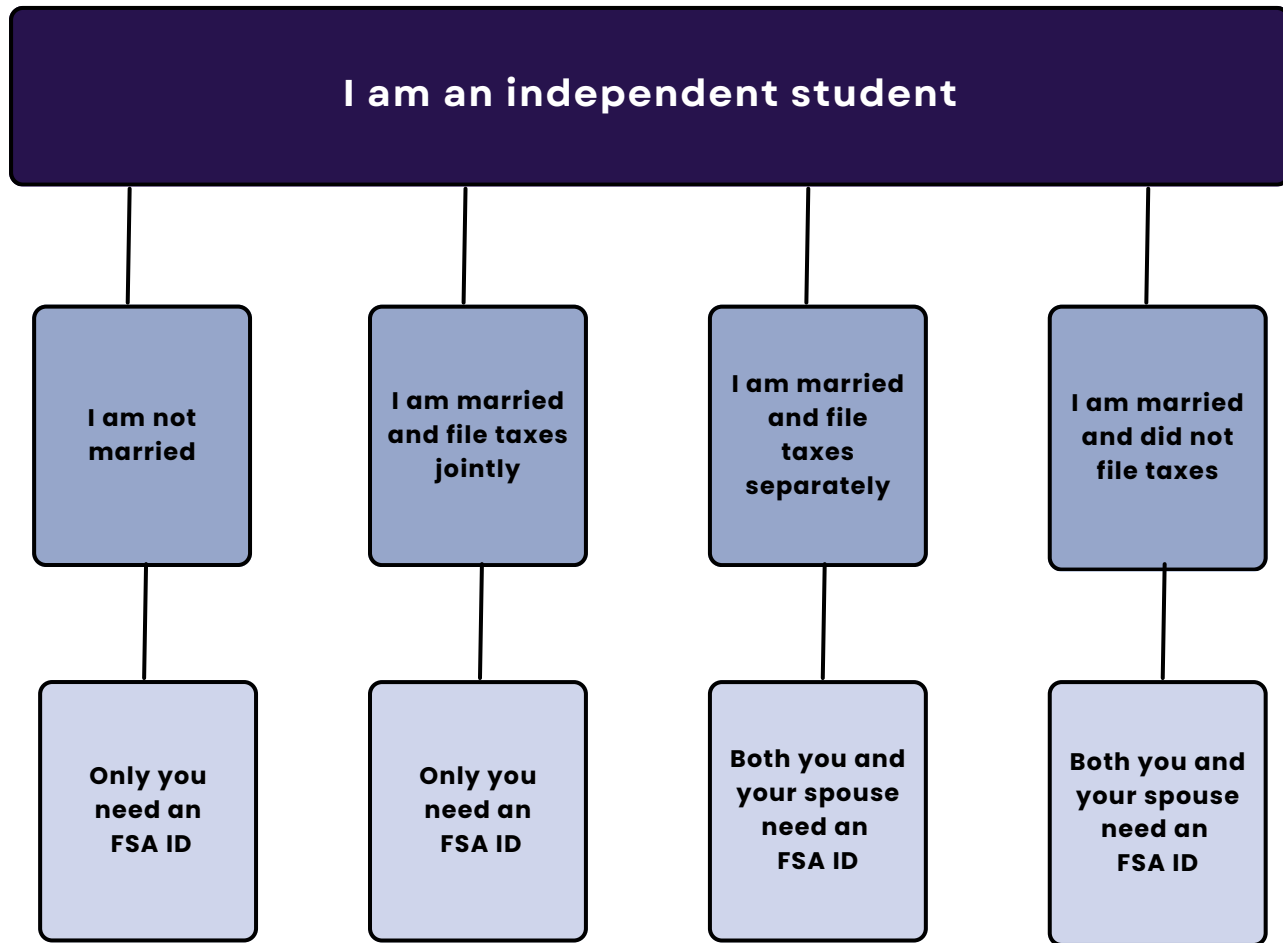 I am an independent student
I am not
married
I am married
and file taxes
jointly
I am married
and file
taxes
separately
I am married
and did not
file taxes
Only you
need an
FSA ID
Only you
need an
FSA ID
Both you and
your spouse
need an
FSA ID
Both you and
your spouse
need an
FSA ID